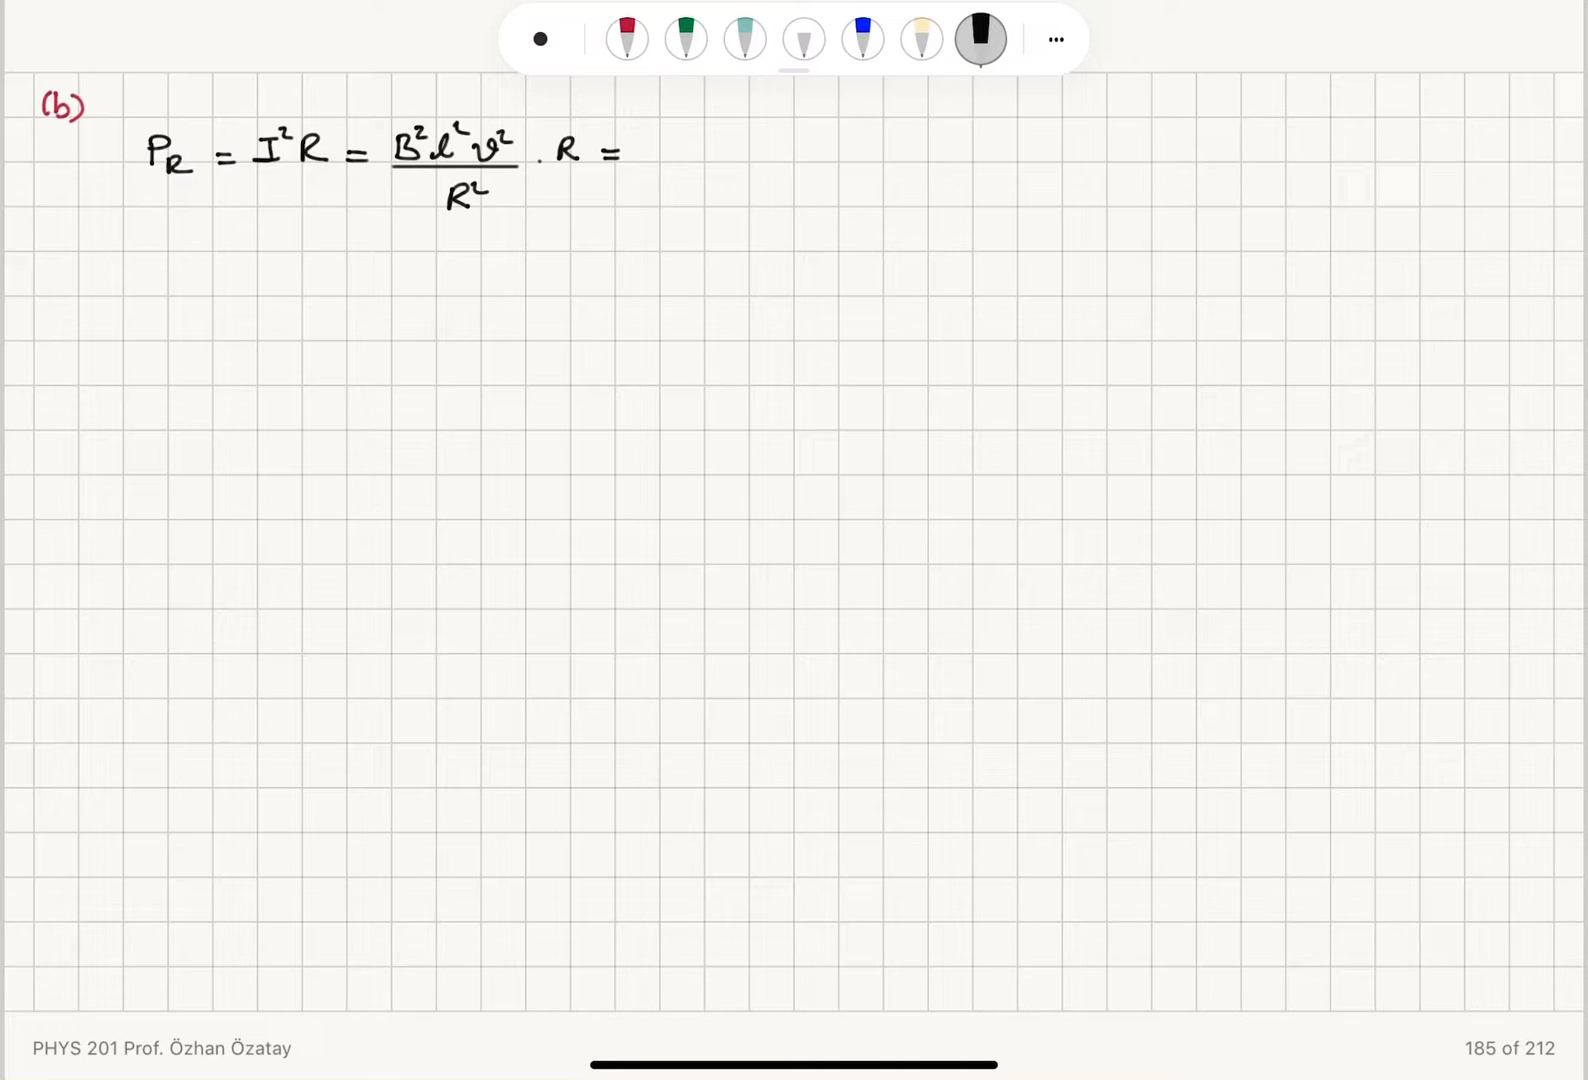 (b)
P_R = I²R = B²l²v²/R² . R =
PHYS 201 Prof. Özhan Özatay
185 of 212